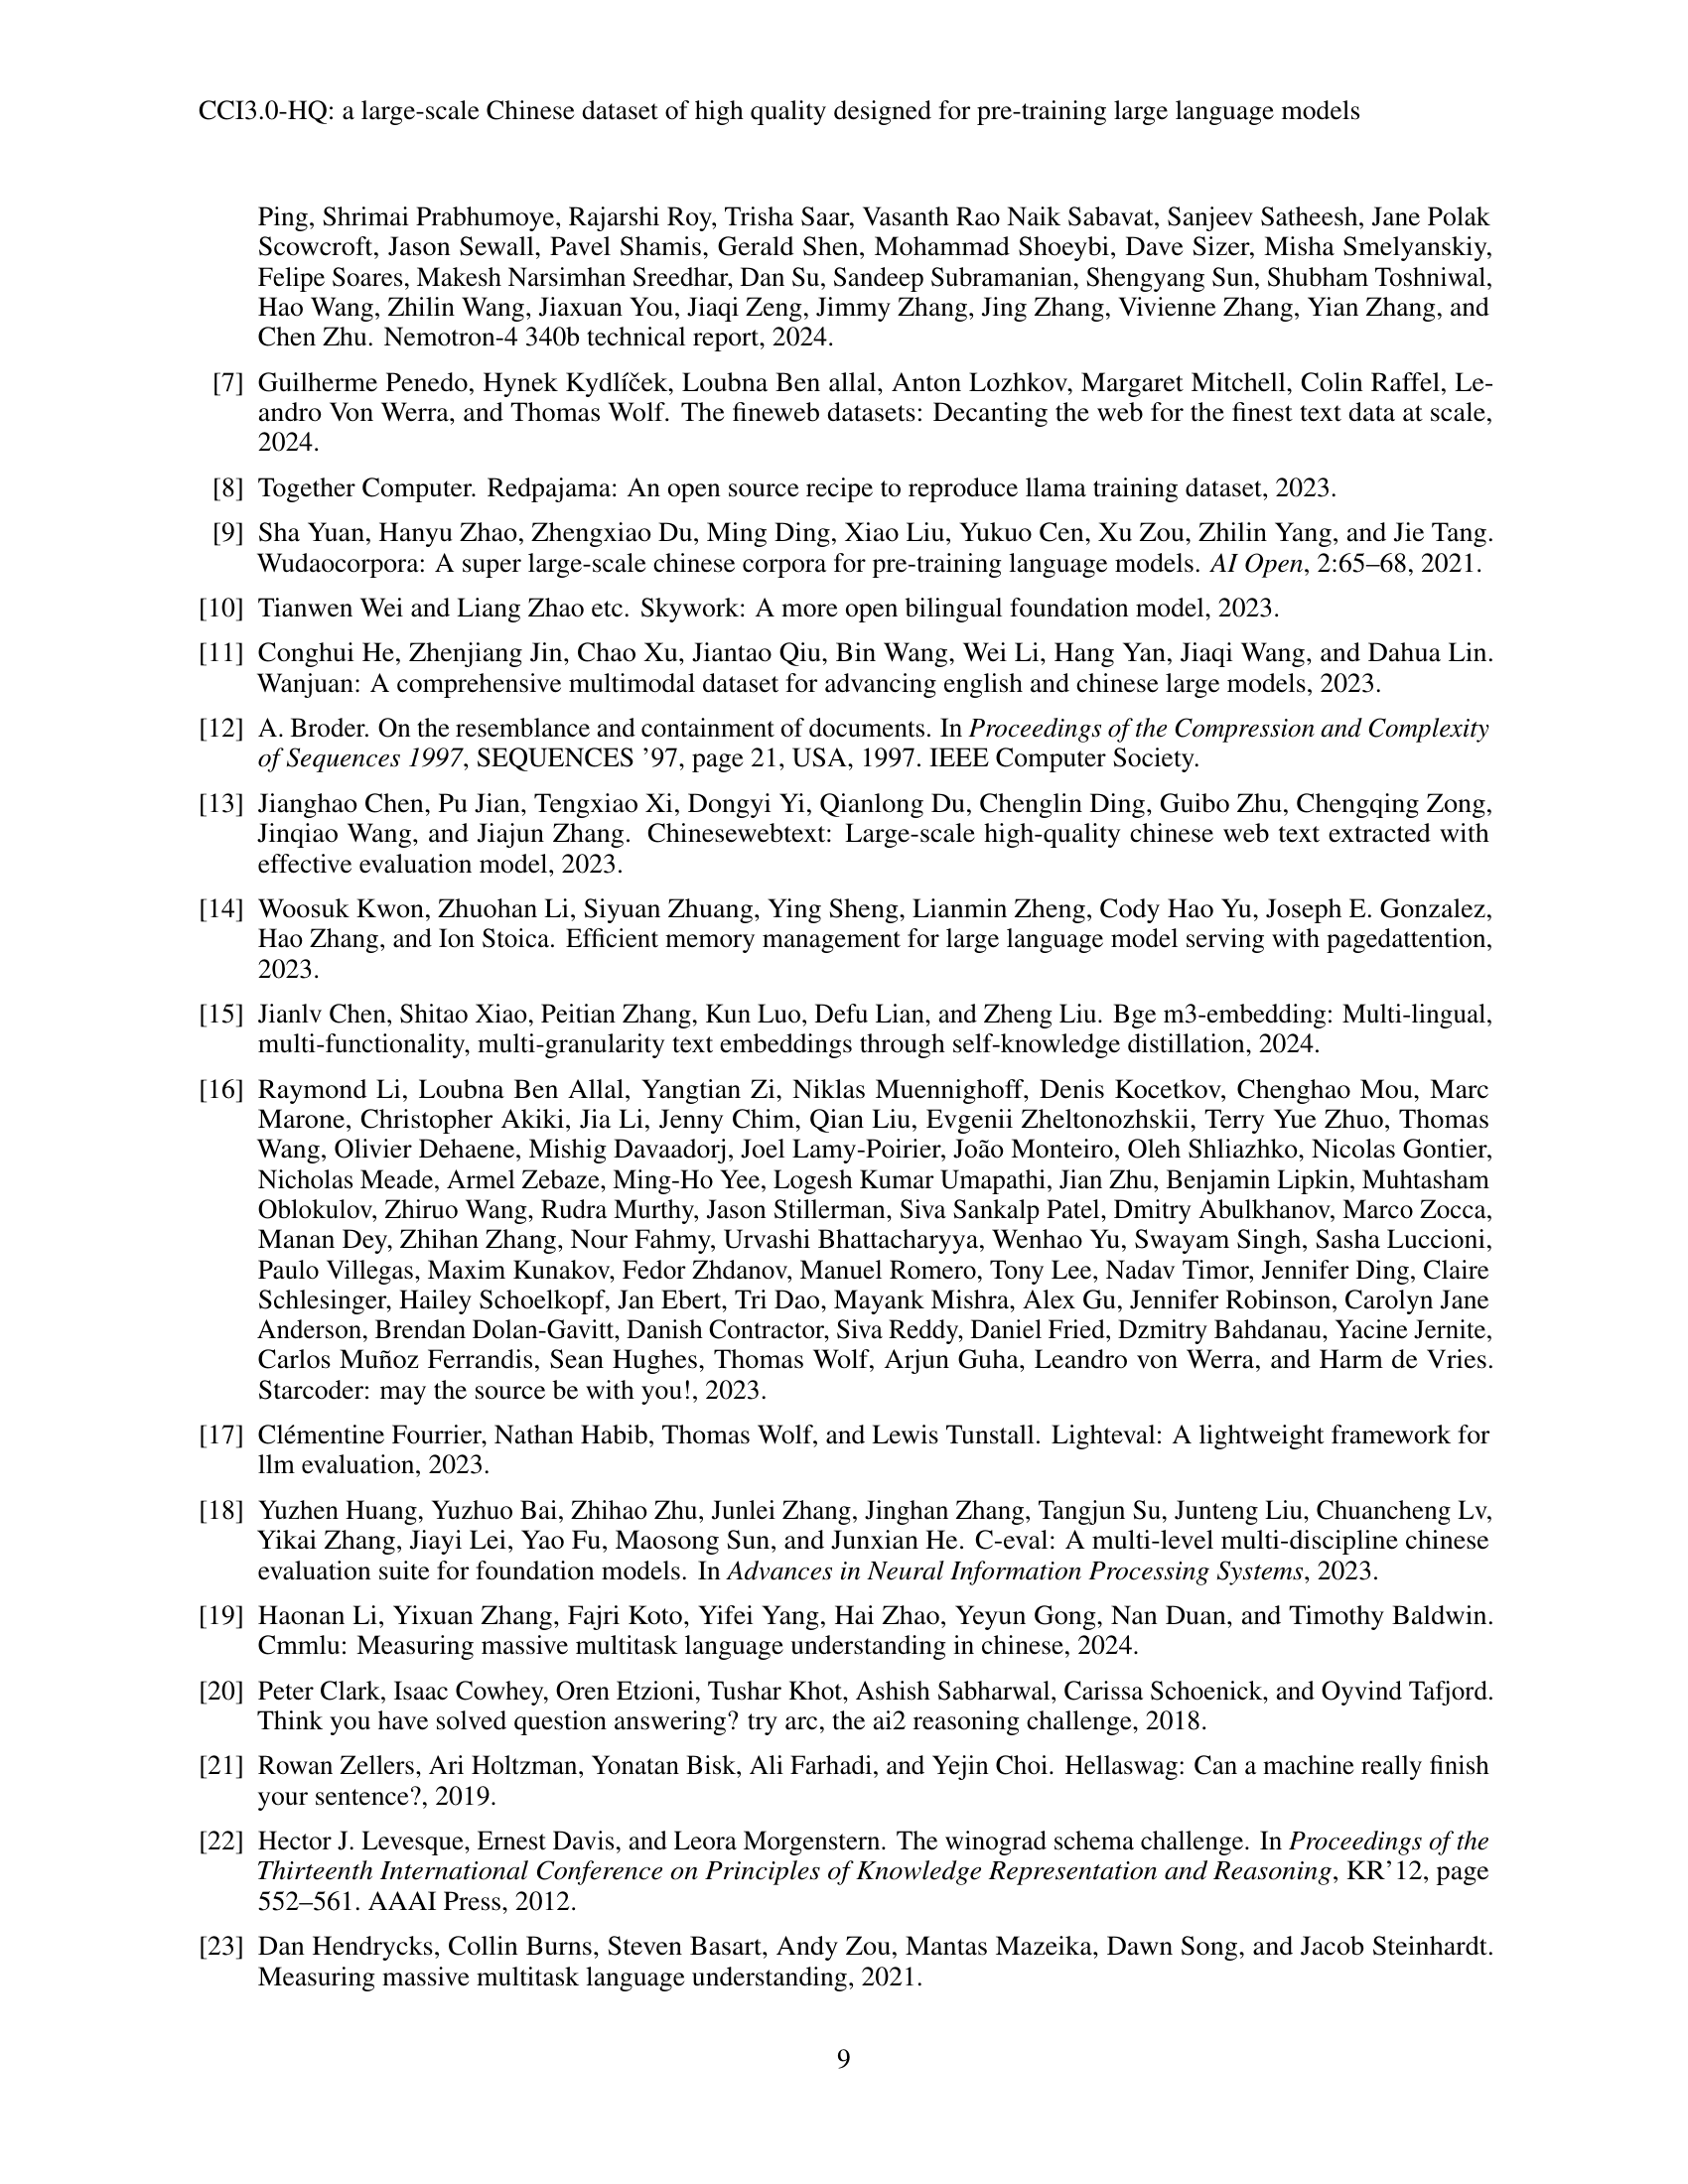 CCI3.0-HQ: a large-scale Chinese dataset of high quality designed for pre-training large language models
Ping, Shrimai Prabhumoye, Rajarshi Roy, Trisha Saar, Vasanth Rao Naik Sabavat, Sanjeev Satheesh, Jane Polak
Scowcroft, Jason Sewall, Pavel Shamis, Gerald Shen, Mohammad Shoeybi, Dave Sizer, Misha Smelyanskiy,
Felipe Soares, Makesh Narsimhan Sreedhar, Dan Su, Sandeep Subramanian, Shengyang Sun, Shubham Toshniwal,
Hao Wang, Zhilin Wang, Jiaxuan You, Jiaqi Zeng, Jimmy Zhang, Jing Zhang, Vivienne Zhang, Yian Zhang, and
Chen Zhu. Nemotron-4 340b technical report, 2024.
[7] Guilherme Penedo, Hynek Kydlíček, Loubna Ben allal, Anton Lozhkov, Margaret Mitchell, Colin Raffel, Le-
andro Von Werra, and Thomas Wolf. The fineweb datasets: Decanting the web for the finest text data at scale,
2024.
[8] Together Computer. Redpajama: An open source recipe to reproduce llama training dataset, 2023.
[9] Sha Yuan, Hanyu Zhao, Zhengxiao Du, Ming Ding, Xiao Liu, Yukuo Cen, Xu Zou, Zhilin Yang, and Jie Tang.
Wudaocorpora: A super large-scale chinese corpora for pre-training language models. AI Open, 2:65–68, 2021.
[10] Tianwen Wei and Liang Zhao etc. Skywork: A more open bilingual foundation model, 2023.
[11] Conghui He, Zhenjiang Jin, Chao Xu, Jiantao Qiu, Bin Wang, Wei Li, Hang Yan, Jiaqi Wang, and Dahua Lin.
Wanjuan: A comprehensive multimodal dataset for advancing english and chinese large models, 2023.
[12] A. Broder. On the resemblance and containment of documents. In Proceedings of the Compression and Complexity
of Sequences 1997, SEQUENCES ’97, page 21, USA, 1997. IEEE Computer Society.
[13] Jianghao Chen, Pu Jian, Tengxiao Xi, Dongyi Yi, Qianlong Du, Chenglin Ding, Guibo Zhu, Chengqing Zong,
Jinqiao Wang, and Jiajun Zhang. Chinesewebtext: Large-scale high-quality chinese web text extracted with
effective evaluation model, 2023.
[14] Woosuk Kwon, Zhuohan Li, Siyuan Zhuang, Ying Sheng, Lianmin Zheng, Cody Hao Yu, Joseph E. Gonzalez,
Hao Zhang, and Ion Stoica. Efficient memory management for large language model serving with pagedattention,
2023.
[15] Jianlv Chen, Shitao Xiao, Peitian Zhang, Kun Luo, Defu Lian, and Zheng Liu. Bge m3-embedding: Multi-lingual,
multi-functionality, multi-granularity text embeddings through self-knowledge distillation, 2024.
[16] Raymond Li, Loubna Ben Allal, Yangtian Zi, Niklas Muennighoff, Denis Kocetkov, Chenghao Mou, Marc
Marone, Christopher Akiki, Jia Li, Jenny Chim, Qian Liu, Evgenii Zheltonozhskii, Terry Yue Zhuo, Thomas
Wang, Olivier Dehaene, Mishig Davaadorj, Joel Lamy-Poirier, João Monteiro, Oleh Shliazhko, Nicolas Gontier,
Nicholas Meade, Armel Zebaze, Ming-Ho Yee, Logesh Kumar Umapathi, Jian Zhu, Benjamin Lipkin, Muhtasham
Oblokulov, Zhiruo Wang, Rudra Murthy, Jason Stillerman, Siva Sankalp Patel, Dmitry Abulkhanov, Marco Zocca,
Manan Dey, Zhihan Zhang, Nour Fahmy, Urvashi Bhattacharyya, Wenhao Yu, Swayam Singh, Sasha Luccioni,
Paulo Villegas, Maxim Kunakov, Fedor Zhdanov, Manuel Romero, Tony Lee, Nadav Timor, Jennifer Ding, Claire
Schlesinger, Hailey Schoelkopf, Jan Ebert, Tri Dao, Mayank Mishra, Alex Gu, Jennifer Robinson, Carolyn Jane
Anderson, Brendan Dolan-Gavitt, Danish Contractor, Siva Reddy, Daniel Fried, Dzmitry Bahdanau, Yacine Jernite,
Carlos Muñoz Ferrandis, Sean Hughes, Thomas Wolf, Arjun Guha, Leandro von Werra, and Harm de Vries.
Starcoder: may the source be with you!, 2023.
[17] Clémentine Fourrier, Nathan Habib, Thomas Wolf, and Lewis Tunstall. Lighteval: A lightweight framework for
llm evaluation, 2023.
[18] Yuzhen Huang, Yuzhuo Bai, Zhihao Zhu, Junlei Zhang, Jinghan Zhang, Tangjun Su, Junteng Liu, Chuancheng Lv,
Yikai Zhang, Jiayi Lei, Yao Fu, Maosong Sun, and Junxian He. C-eval: A multi-level multi-discipline chinese
evaluation suite for foundation models. In Advances in Neural Information Processing Systems, 2023.
[19] Haonan Li, Yixuan Zhang, Fajri Koto, Yifei Yang, Hai Zhao, Yeyun Gong, Nan Duan, and Timothy Baldwin.
Cmmlu: Measuring massive multitask language understanding in chinese, 2024.
[20] Peter Clark, Isaac Cowhey, Oren Etzioni, Tushar Khot, Ashish Sabharwal, Carissa Schoenick, and Oyvind Tafjord.
Think you have solved question answering? try arc, the ai2 reasoning challenge, 2018.
[21] Rowan Zellers, Ari Holtzman, Yonatan Bisk, Ali Farhadi, and Yejin Choi. Hellaswag: Can a machine really finish
your sentence?, 2019.
[22] Hector J. Levesque, Ernest Davis, and Leora Morgenstern. The winograd schema challenge. In Proceedings of the
Thirteenth International Conference on Principles of Knowledge Representation and Reasoning, KR’12, page
552–561. AAAI Press, 2012.
[23] Dan Hendrycks, Collin Burns, Steven Basart, Andy Zou, Mantas Mazeika, Dawn Song, and Jacob Steinhardt.
Measuring massive multitask language understanding, 2021.
9